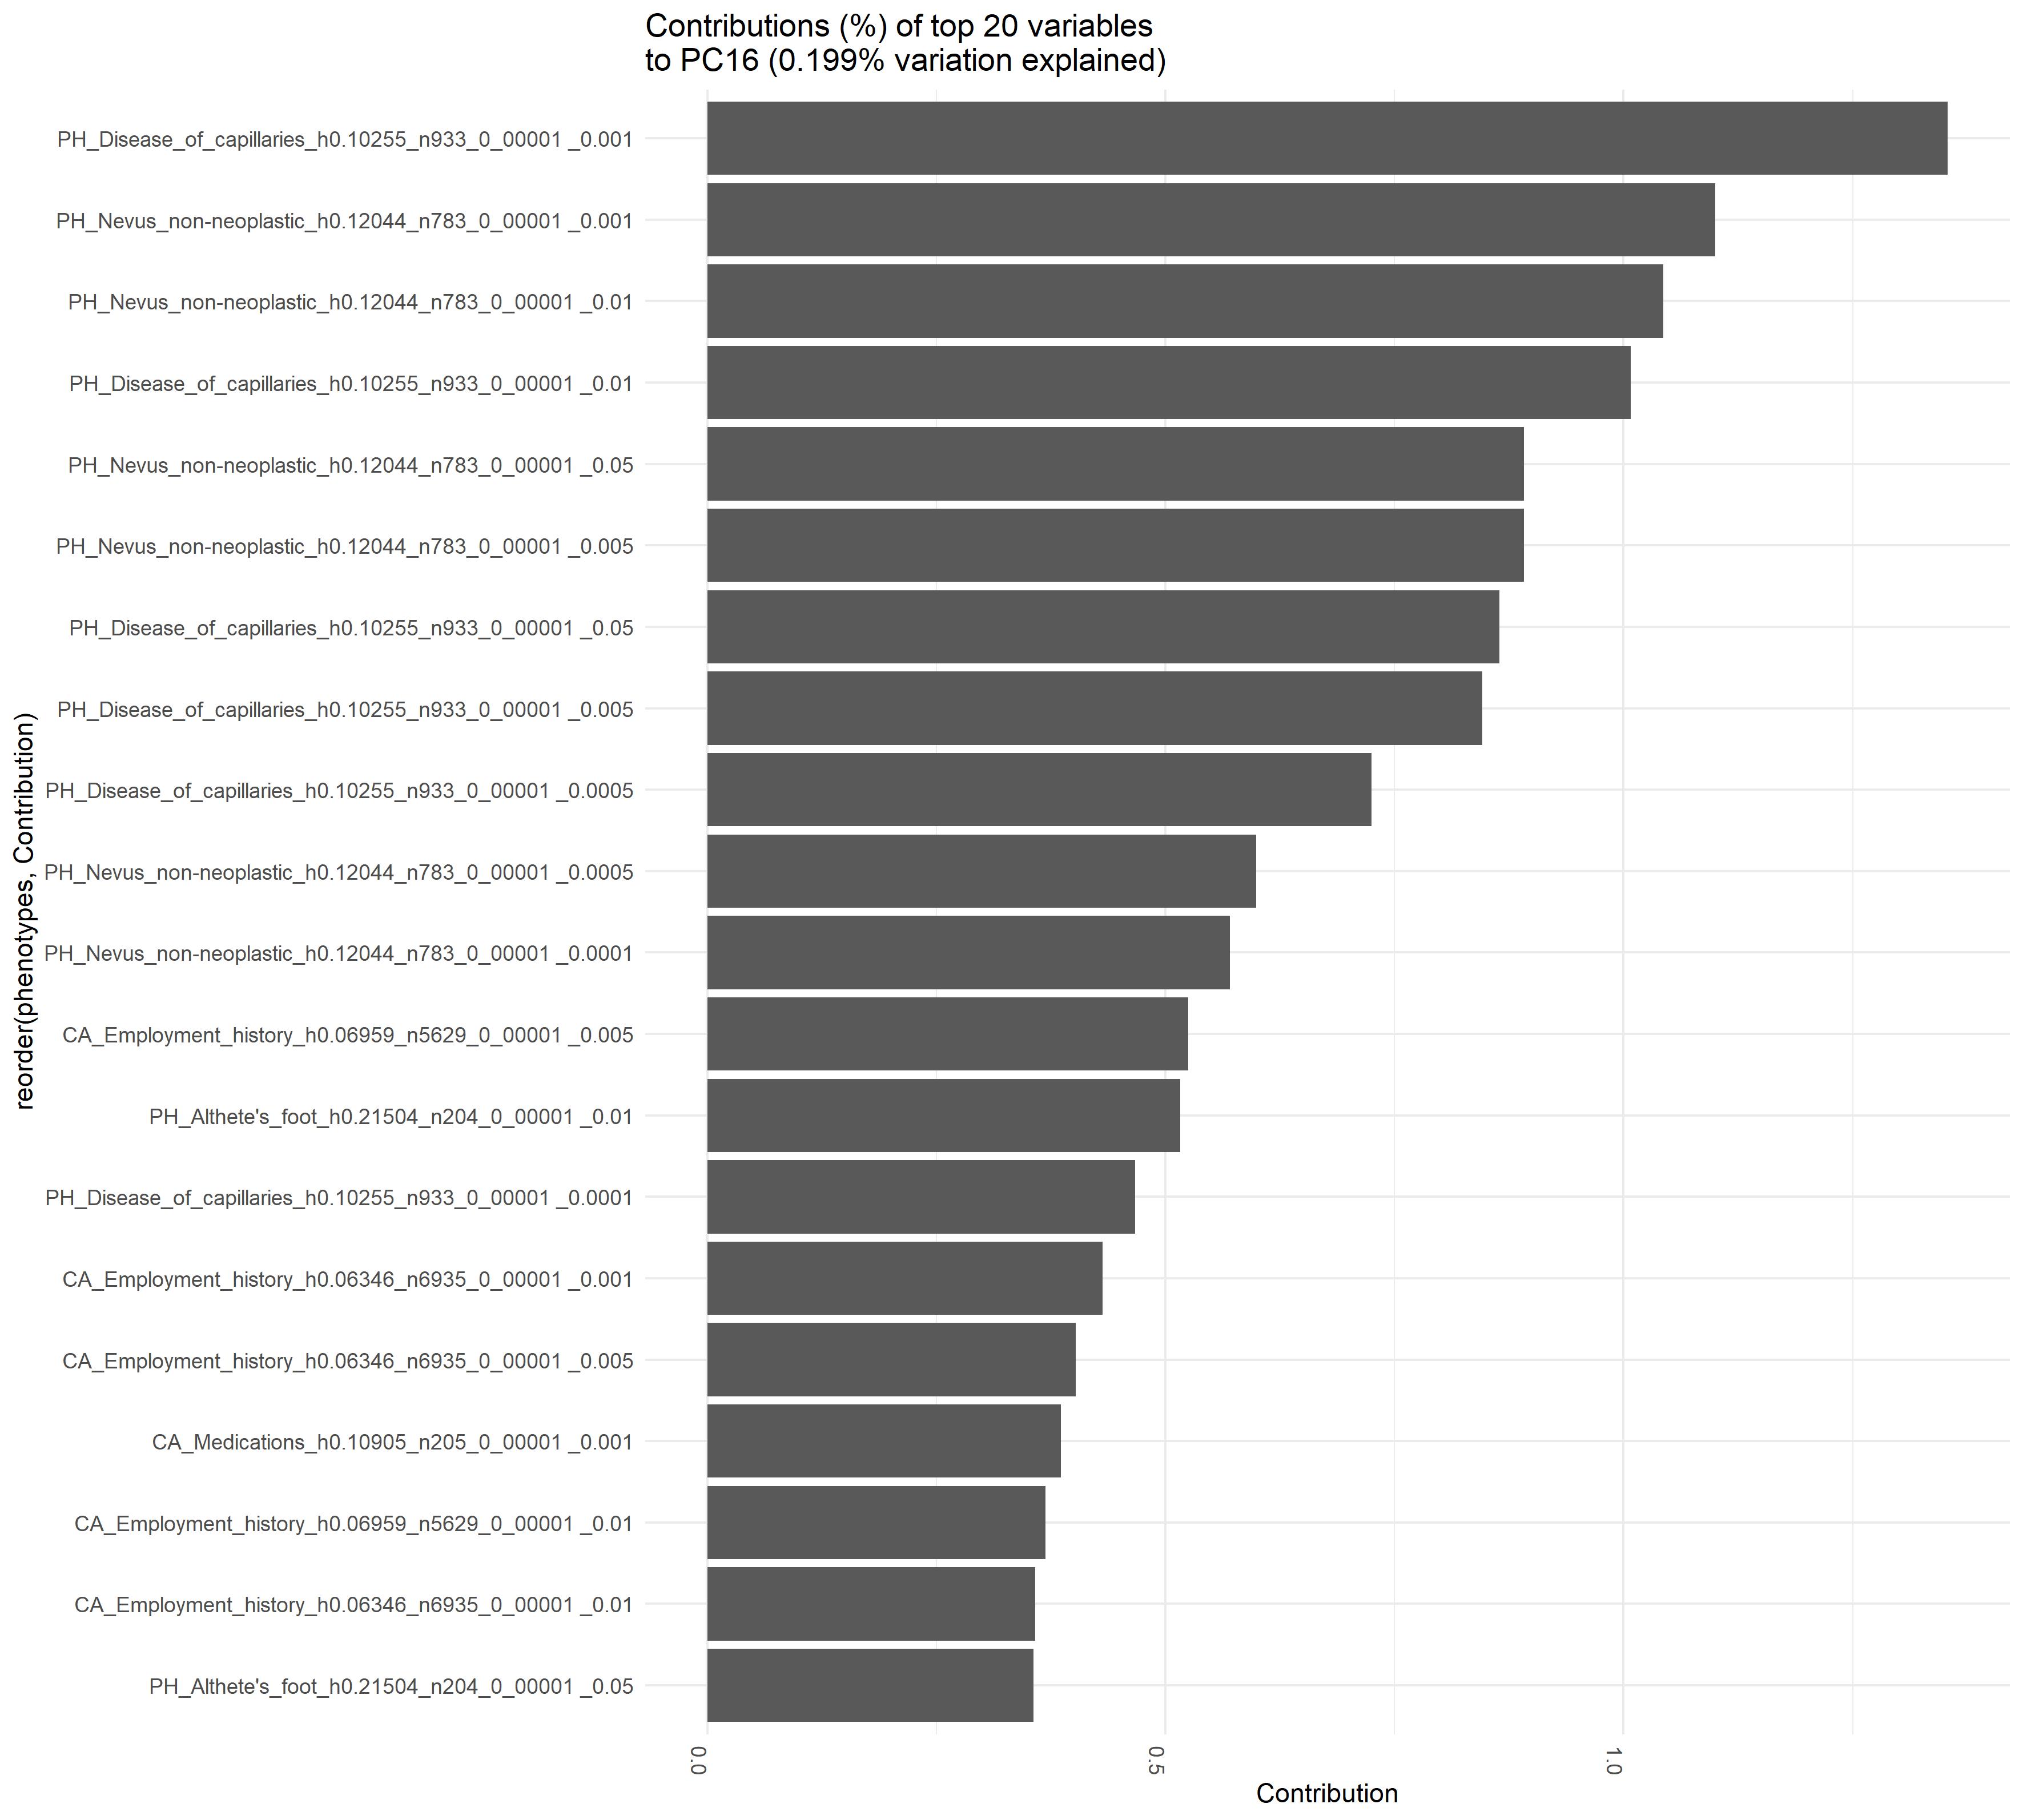 Contributions (%) of top 20 variables
to PC16 (0.199% variation explained)
reorder(phenotypes, Contribution)
PH_Disease_of_capillaries_h0.10255_n933_0_00001 _0.001
PH_Nevus_non-neoplastic_h0.12044_n783_0_00001 _0.001
PH_Nevus_non-neoplastic_h0.12044_n783_0_00001 _0.01
PH_Disease_of_capillaries_h0.10255_n933_0_00001 _0.01
PH_Nevus_non-neoplastic_h0.12044_n783_0_00001 _0.05
PH_Nevus_non-neoplastic_h0.12044_n783_0_00001 _0.005
PH_Disease_of_capillaries_h0.10255_n933_0_00001 _0.05
PH_Disease_of_capillaries_h0.10255_n933_0_00001 _0.005
PH_Disease_of_capillaries_h0.10255_n933_0_00001 _0.0005
PH_Nevus_non-neoplastic_h0.12044_n783_0_00001 _0.0005
PH_Nevus_non-neoplastic_h0.12044_n783_0_00001 _0.0001
CA_Employment_history_h0.06959_n5629_0_00001 _0.005
PH_Althete's_foot_h0.21504_n204_0_00001 _0.01
PH_Disease_of_capillaries_h0.10255_n933_0_00001 _0.0001
CA_Employment_history_h0.06346_n6935_0_00001 _0.001
CA_Employment_history_h0.06346_n6935_0_00001 _0.005
CA_Medications_h0.10905_n205_0_00001 _0.001
CA_Employment_history_h0.06959_n5629_0_00001 _0.01
CA_Employment_history_h0.06346_n6935_0_00001 _0.01
PH_Althete's_foot_h0.21504_n204_0_00001 _0.05
0.0
0.5
1.0
Contribution